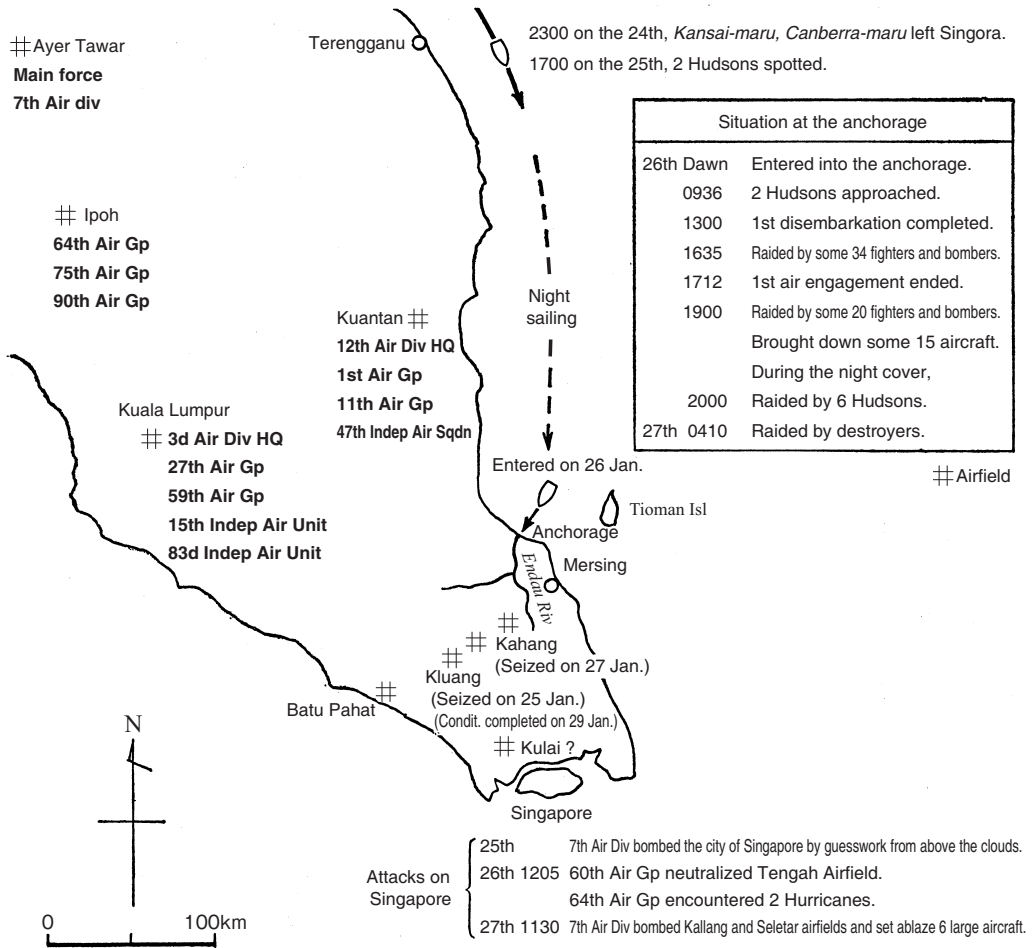 2300 on the 24th, Kansai-maru, Canberra-maru left Singora.
1700 on the 25th, 2 Hudsons spotted.
Ayer Tawar
Main force
7th Air div
Terengganu
Situation at the anchorage
26th Dawn Entered into the anchorage.
0936 2 Hudsons approached.
1300 1st disembarkation completed.
1635 Raided by some 34 fighters and bombers.
1712 1st air engagement ended.
1900 Raided by some 20 fighters and bombers.
Brought down some 15 aircraft.
During the night cover,
2000 Raided by 6 Hudsons.
27th 0410 Raided by destroyers.
Airfield
Ipoh
64th Air Gp
75th Air Gp
90th Air Gp
Night
sailing
Kuantan
12th Air Div HQ
1st Air Gp
11th Air Gp
47th Indep Air Sqdn
Kuala Lumpur
3d Air Div HQ
27th Air Gp
59th Air Gp
15th Indep Air Unit
83d Indep Air Unit
Entered on 26 Jan.
Tioman Isl
Anchorage
Mersing
Endau Riv
Kahang
(Seized on 27 Jan.)
Kluang
(Seized on 25 Jan.)
(Condit. completed on 29 Jan.)
Batu Pahat
Kulai ?
Singapore
N
0 100km
Attacks on
Singapore
25th 7th Air Div bombed the city of Singapore by guesswork from above the clouds.
26th 1205 60th Air Gp neutralized Tengah Airfield.
64th Air Gp encountered 2 Hurricanes.
27th 1130 7th Air Div bombed Kallang and Seletar airfields and set ablaze 6 large aircraft.